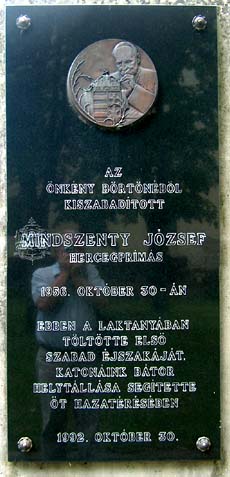 AZ
ÖNKÉNY BÖRTÖNÉBŐL
KISZABADÍTOTT
MINDSZENTY JÓZSEF
HERCEGPRÍMÁS
1956. OKTÓBER 30-ÁN
EBBEN A LAKTANYÁBAN
TÖLTÖTTE ELSŐ
SZABAD ÉJSZAKÁJÁT.
KATONÁINK BÁTOR
HELYTÁLLÁSA SEGÍTETTE
ŐT HAZATÉRÉSÉBEN
1992. OKTÓBER 30.